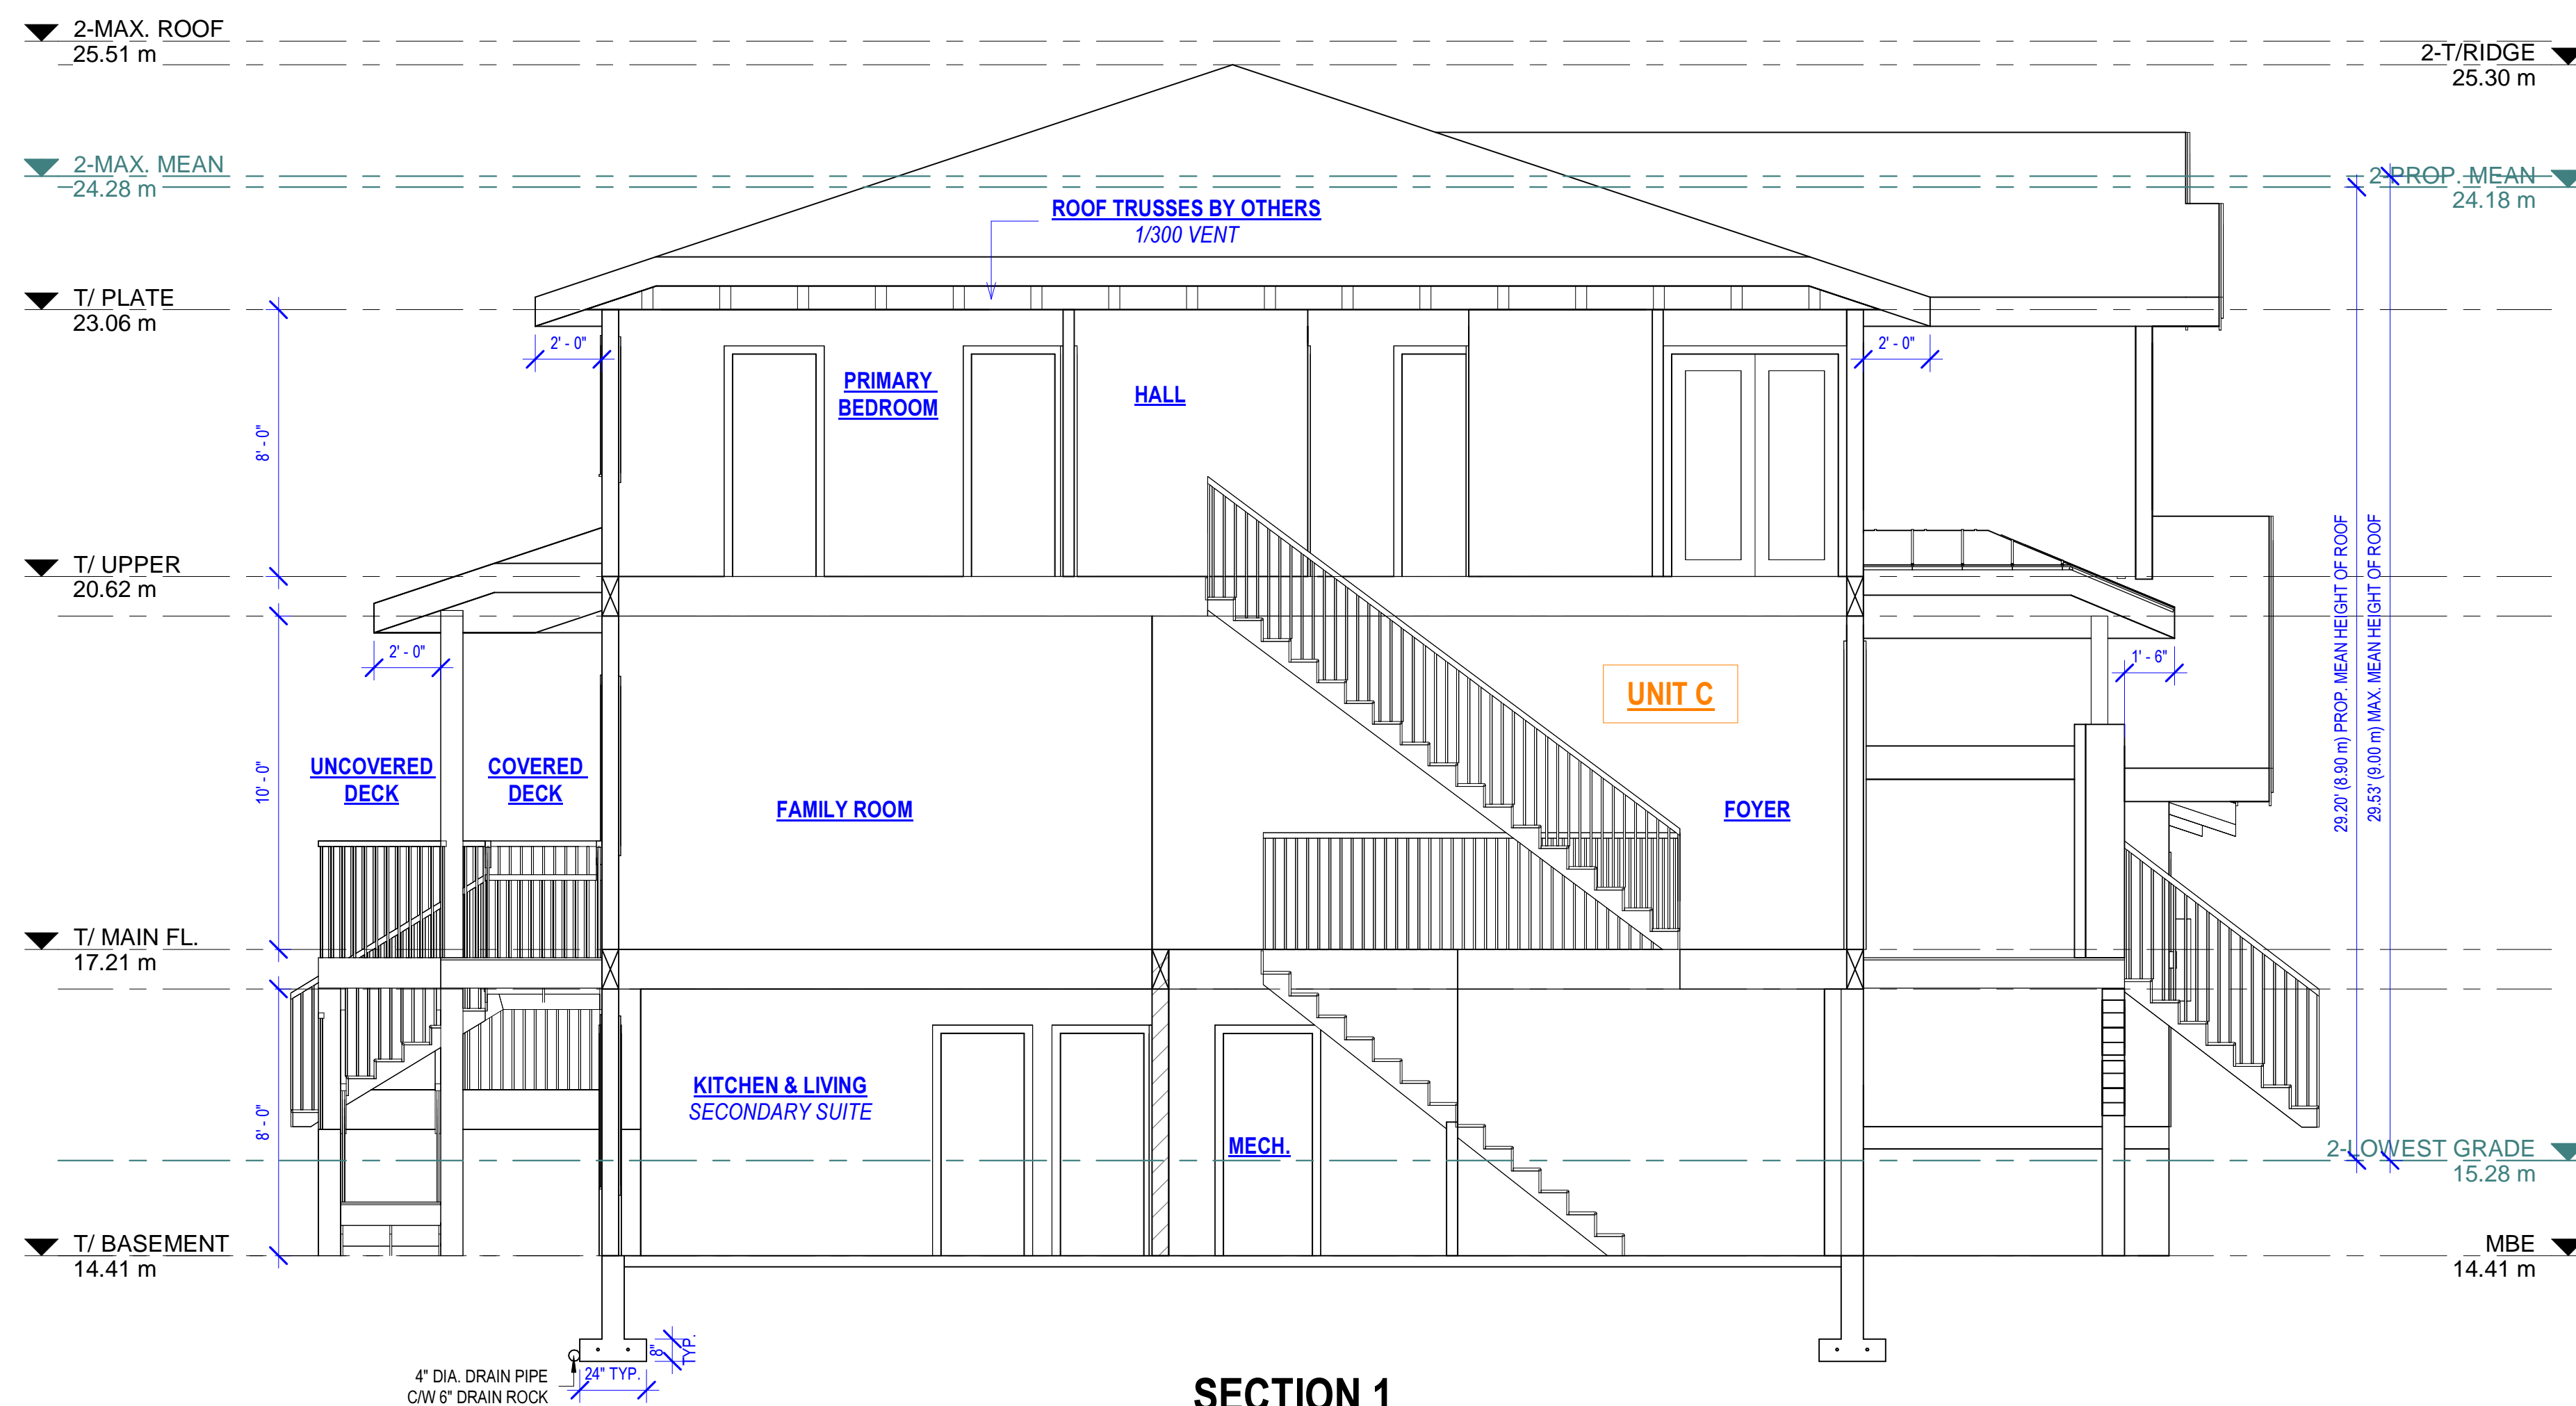 2-MAX. ROOF
25.51 m
2-T/RIDGE
25.30 m
2-MAX. MEAN
24.28 m
2-PROP. MEAN
24.18 m
ROOF TRUSSES BY OTHERS
1/300 VENT
T/ PLATE
23.06 m
2' - 0"
2' - 0"
PRIMARY
BEDROOM
HALL
8' - 0"
T/ UPPER
20.62 m
29.20' (8.90 m) PROP. MEAN HEIGHT OF ROOF
29.53' (9.00 m) MAX. MEAN HEIGHT OF ROOF
2' - 0"
1' - 6"
UNIT C
UNCOVERED
DECK
COVERED
DECK
10' - 0"
FAMILY ROOM
FOYER
T/ MAIN FL.
17.21 m
KITCHEN & LIVING
SECONDARY SUITE
8' - 0"
MECH.
2-LOWEST GRADE
15.28 m
T/ BASEMENT
14.41 m
MBE
14.41 m
8"
TYP.
24" TYP.
4" DIA. DRAIN PIPE
C/W 6" DRAIN ROCK
SECTION 1